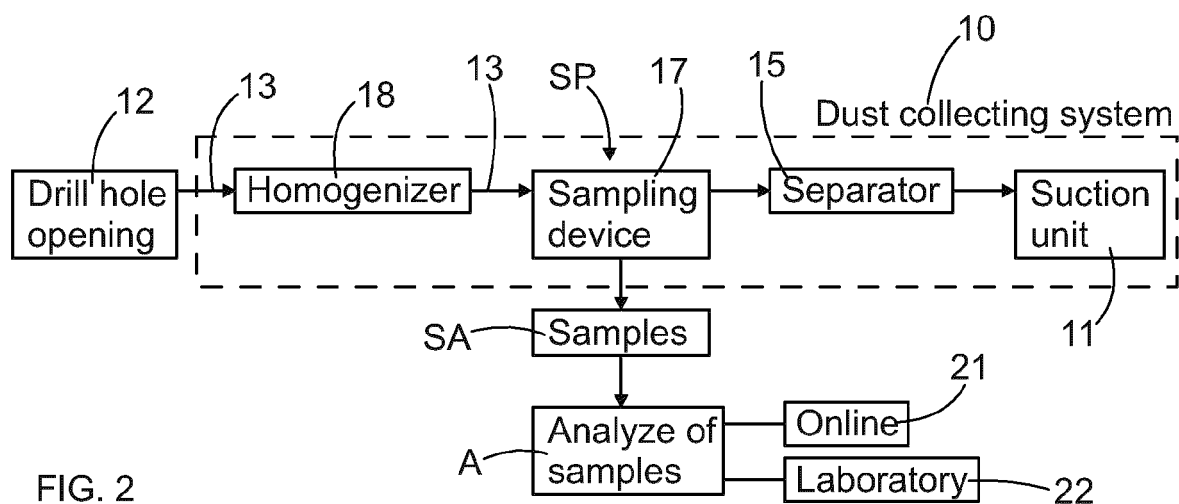 10
12
13
18
13
SP
17
15
Dust collecting system
Drill hole
opening
Homogenizer
Sampling
device
Separator
Suction
unit
SA
Samples
11
21
A
Analyze of
samples
Online
Laboratory
22
FIG. 2